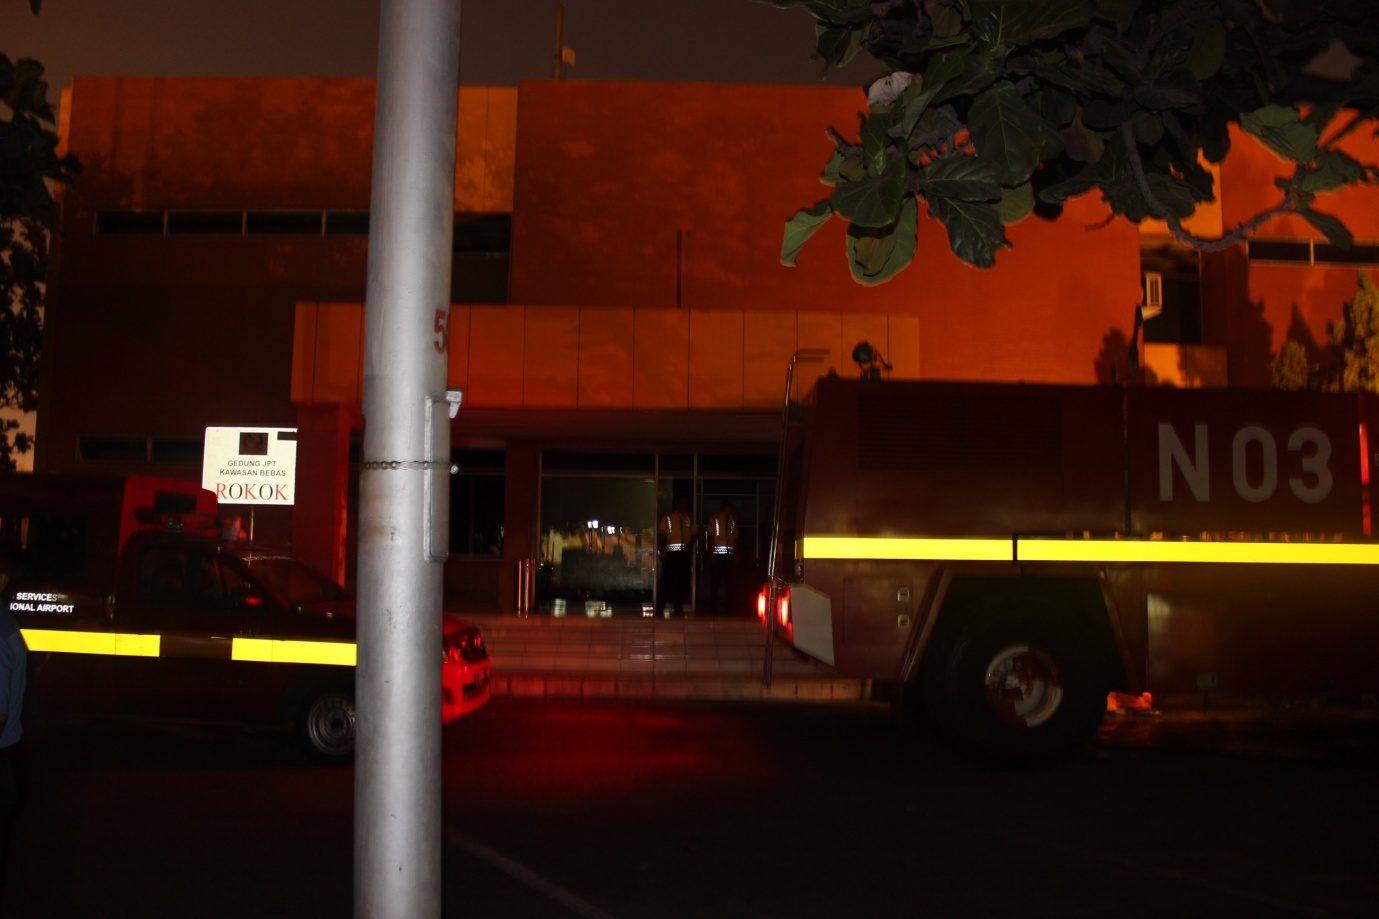 GEDUNG JPT
KAWASAN BEBAS
ROKOK
SERVICES
IONAL AIRPORT
N03